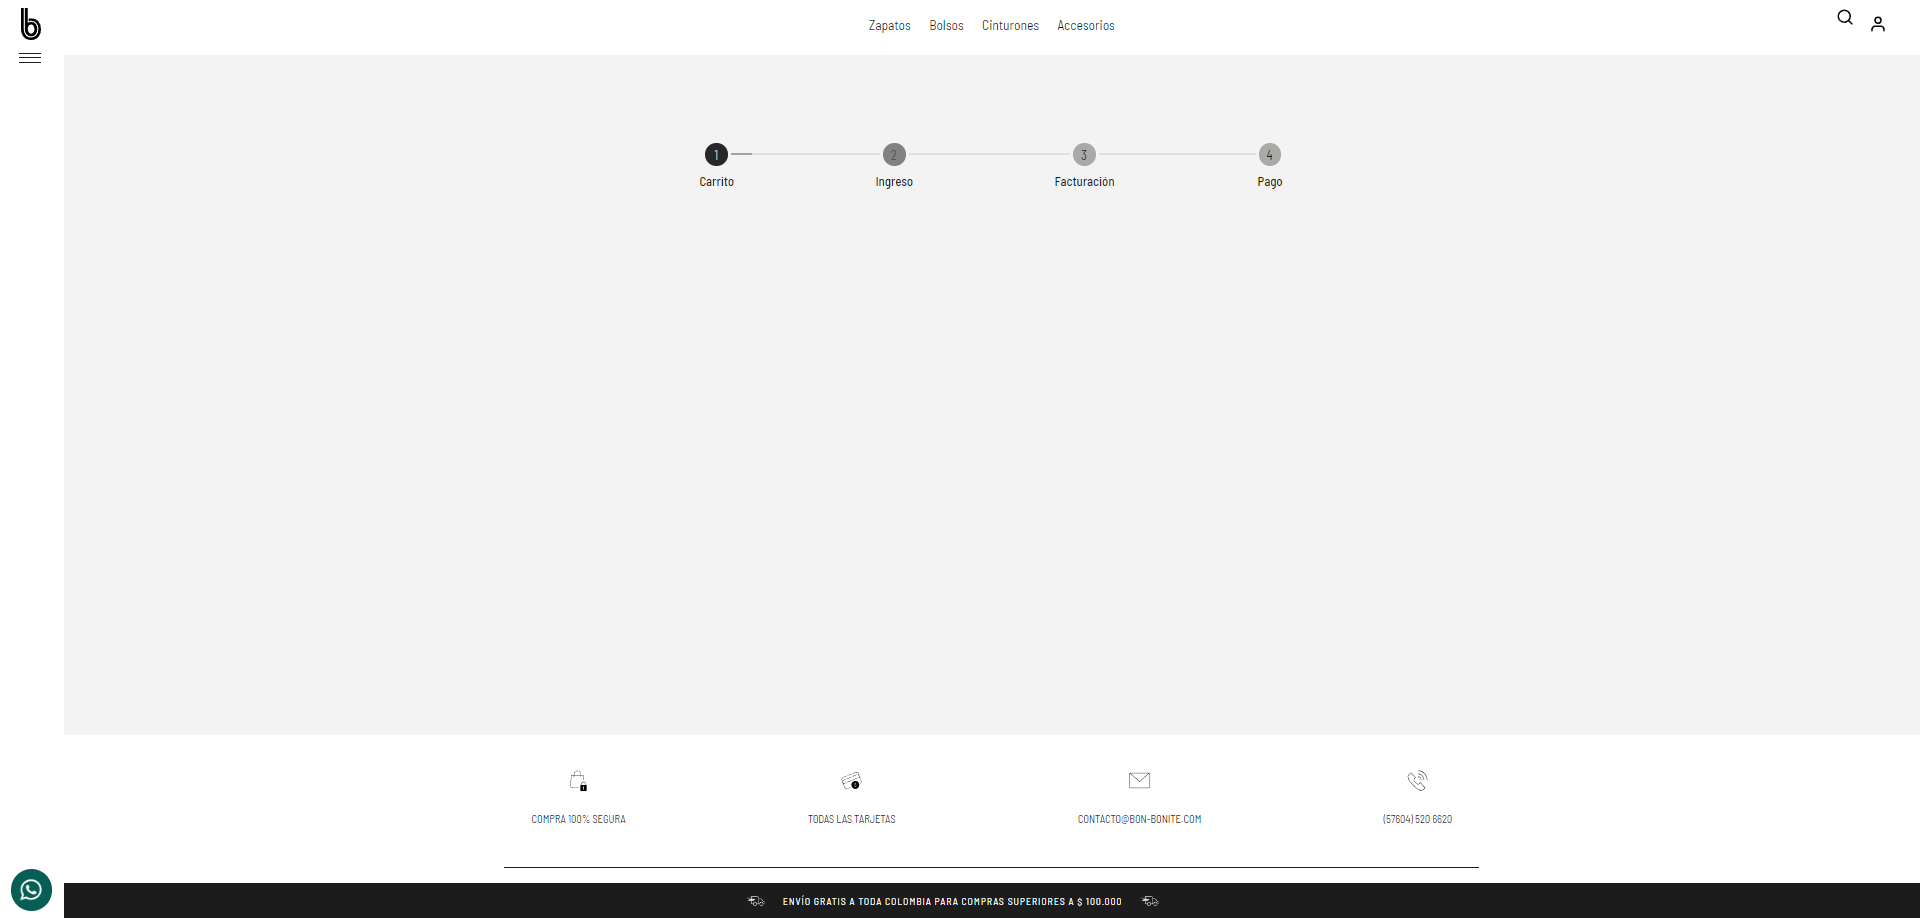 b
Zapatos Bolsos Cinturones Accesorios
1 2 3 4
Carrito Ingreso Facturación Pago
COMPRA 100% SEGURA TODAS LAS TARJETAS CONTACTO@BON-BONITE.COM (57604) 520 6620
ENVÍO GRATIS A TODA COLOMBIA PARA COMPRAS SUPERIORES A $ 100.000